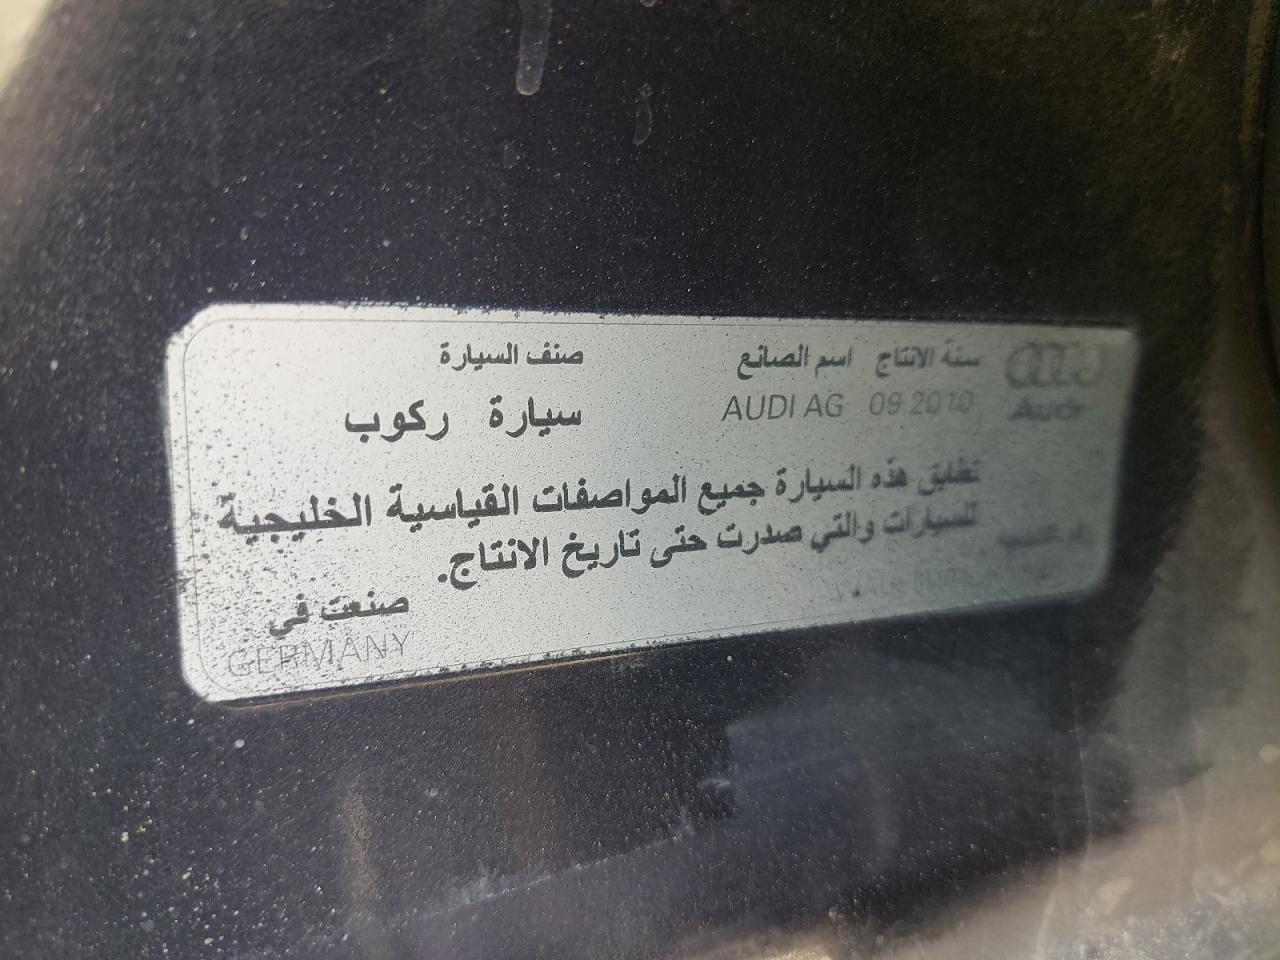 سنة الانتاج اسم الصانع صنف السيارة
Audi 09.2010 AUDI AG سيارة ركوب
تطابق هذه السيارة جميع المواصفات القياسية الخليجية
للسيارات والتي صدرت حتى تاريخ الانتاج.
صنعت في
GERMANY